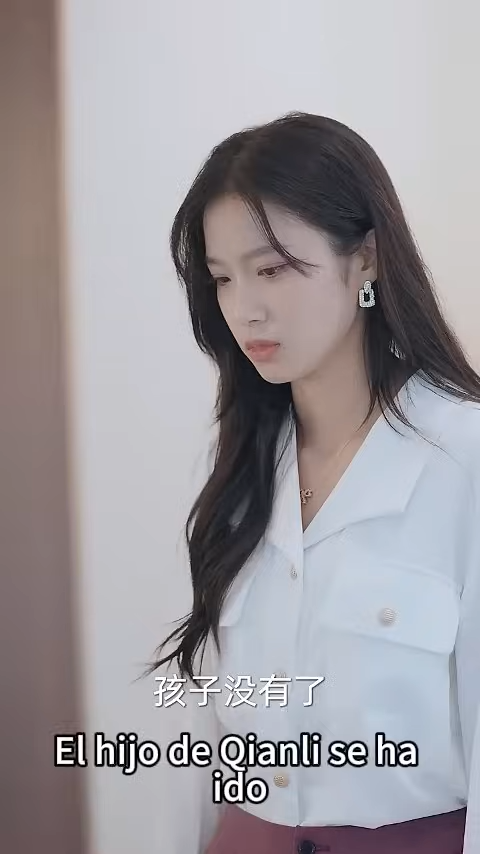 孩子没有了
El hijo de Qianli se ha
ido